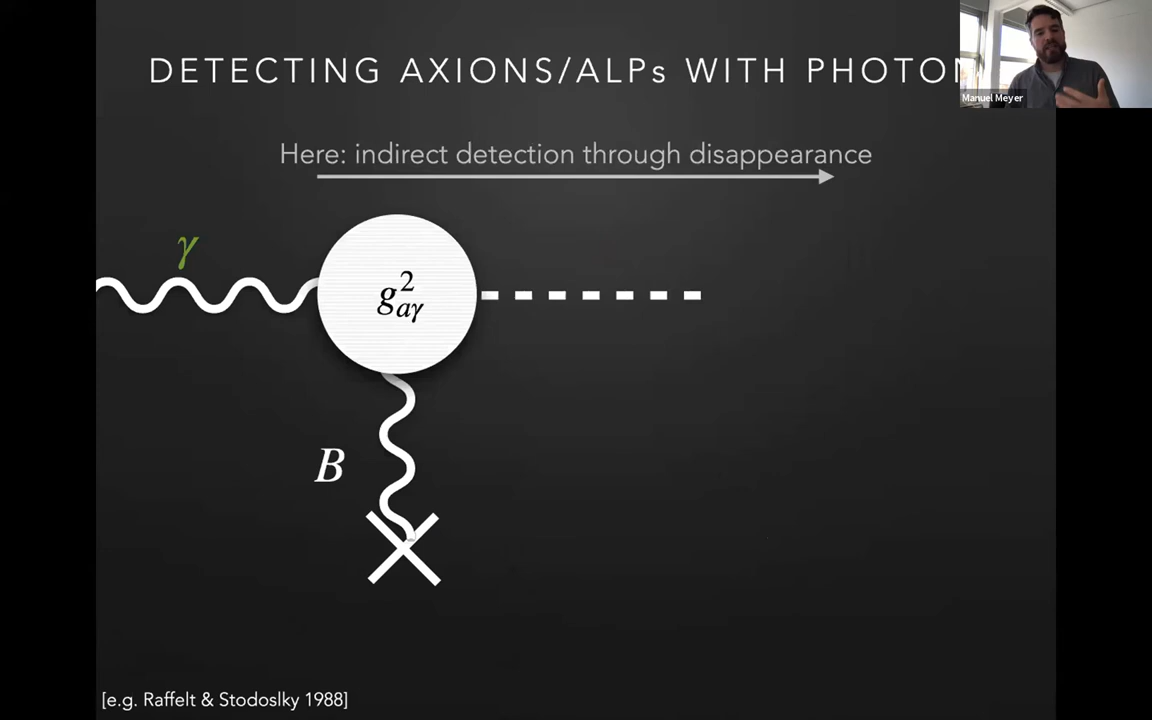 DETECTING AXIONS/ALPs WITH PHOTON
Manuel Meyer
Here: indirect detection through disappearance
γ
g²ₐᵧ
B
[e.g. Raffelt & Stodoslky 1988]